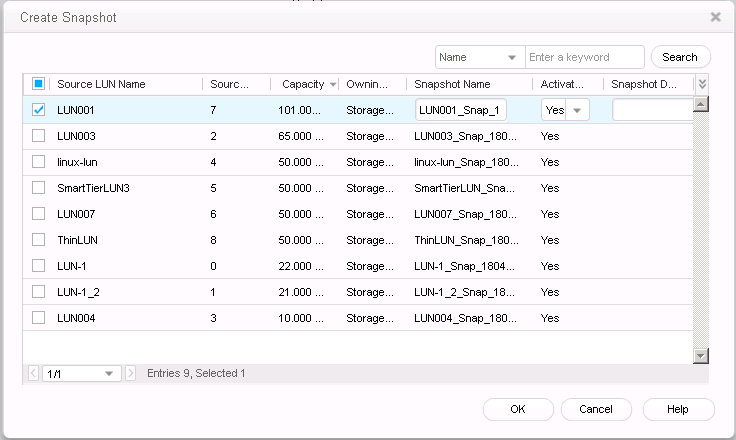 Create Snapshot
Name Enter a keyword Search
Source LUN Name Sourc... Capacity Ownin... Snapshot Name Activat... Snapshot D...
LUN001 7 101.00... Storage... LUN001_Snap_1 Yes
LUN003 2 65.000 ... Storage... LUN003_Snap_180... Yes
linux-lun 4 50.000 ... Storage... linux-lun_Snap_18... Yes
SmartTierLUN3 5 50.000 ... Storage... SmartTierLUN_Sna... Yes
LUN007 6 50.000 ... Storage... LUN007_Snap_180... Yes
ThinLUN 8 50.000 ... Storage... ThinLUN_Snap_180... Yes
LUN-1 0 22.000 ... Storage... LUN-1_Snap_1804... Yes
LUN-1_2 1 21.000 ... Storage... LUN-1_2_Snap_18... Yes
LUN004 3 10.000 ... Storage... LUN004_Snap_180... Yes
1/1 Entries 9, Selected 1
OK Cancel Help